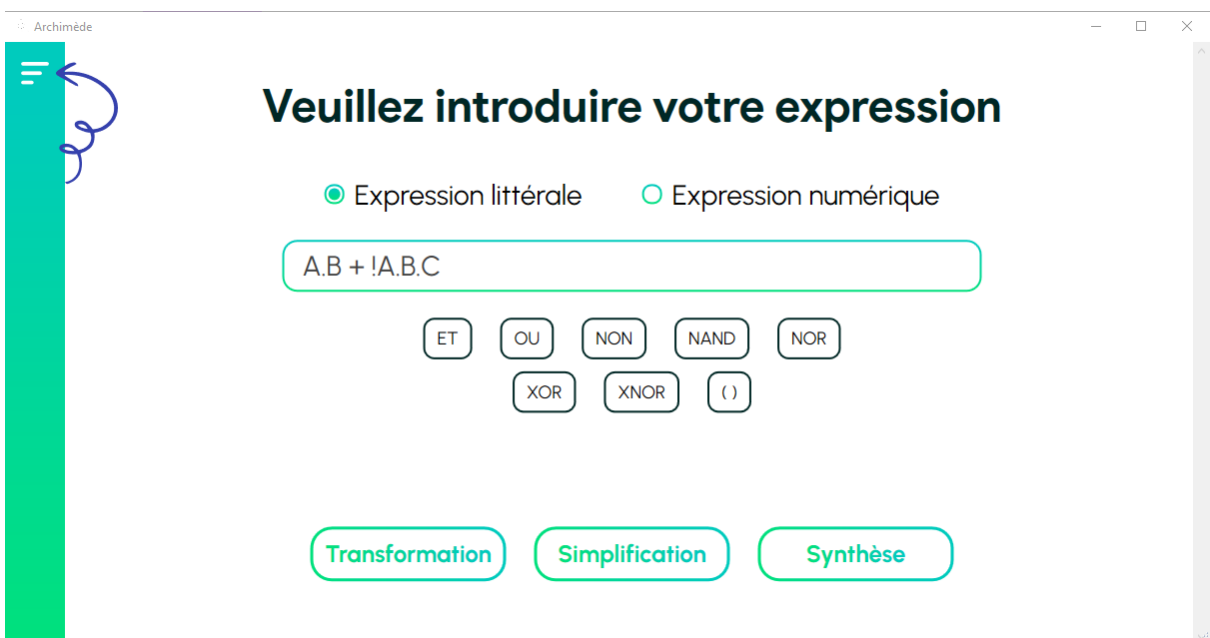 Archimède
Veuillez introduire votre expression
Expression littérale Expression numérique
A.B + !A.B.C
ET OU NON NAND NOR
XOR XNOR ( )
Transformation Simplification Synthèse